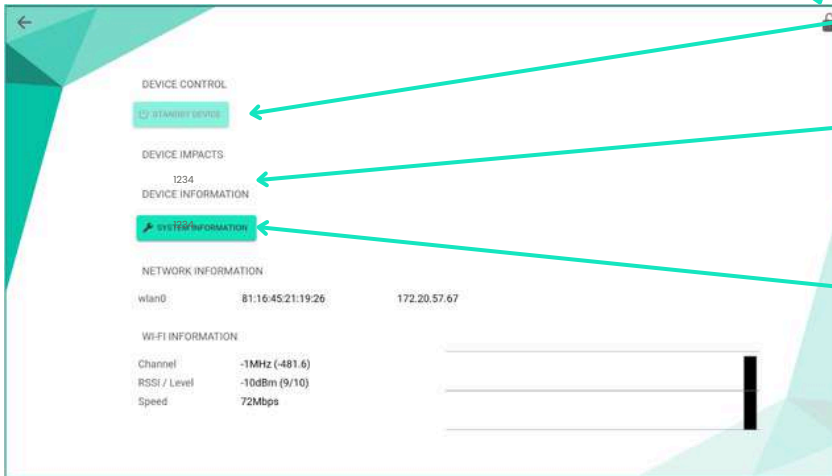 DEVICE CONTROL
STANDBY DEVICE
DEVICE IMPACTS
1234
DEVICE INFORMATION
SYSTEM INFORMATION
1234
NETWORK INFORMATION
wlan0 81:16:45:21:19:26 172.20.57.67
WI-FI INFORMATION
Channel -1MHz (-481.6)
RSSI / Level -10dBm (9/10)
Speed 72Mbps